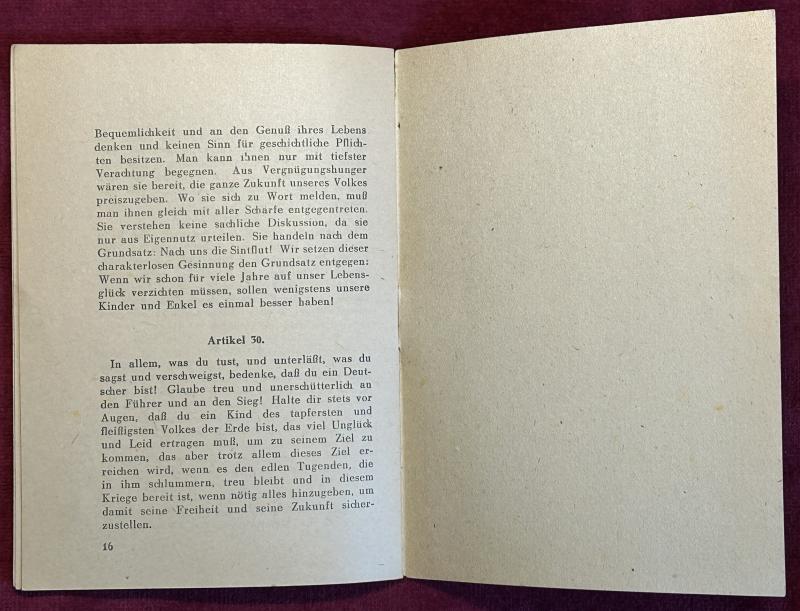 Bequemlichkeit und an den Genuß ihres Lebens
denken und keinen Sinn für geschichtliche Pflich-
ten besitzen. Man kann ihnen nur mit tiefster
Verachtung begegnen. Aus Vergnügungshunger
wären sie bereit, die ganze Zukunft unseres Volkes
preiszugeben. Wo sie sich zu Wort melden, muß
man ihnen gleich mit aller Schärfe entgegentreten.
Sie verstehen keine sachliche Diskussion, da sie
nur aus Eigennutz urteilen. Sie handeln nach dem
Grundsatz: Nach uns die Sintflut! Wir setzen dieser
charakterlosen Gesinnung den Grundsatz entgegen:
Wenn wir schon für viele Jahre auf unser Lebens-
glück verzichten müssen, sollen wenigstens unsere
Kinder und Enkel es einmal besser haben!
Artikel 30.
In allem, was du tust, und unterläßt, was du
sagst und verschweigst, bedenke, daß du ein Deut-
scher bist! Glaube treu und unerschütterlich an
den Führer und an den Sieg! Halte dir stets vor
Augen, daß du ein Kind des tapfersten und
fleißigsten Volkes der Erde bist, das viel Unglück
und Leid ertragen muß, um zu seinem Ziel zu
kommen, das aber trotz allem dieses Ziel er-
reichen wird, wenn es den edlen Tugenden, die
in ihm schlummern, treu bleibt und in diesem
Kriege bereit ist, wenn nötig alles hinzugeben, um
damit seine Freiheit und seine Zukunft sicher-
zustellen.
16